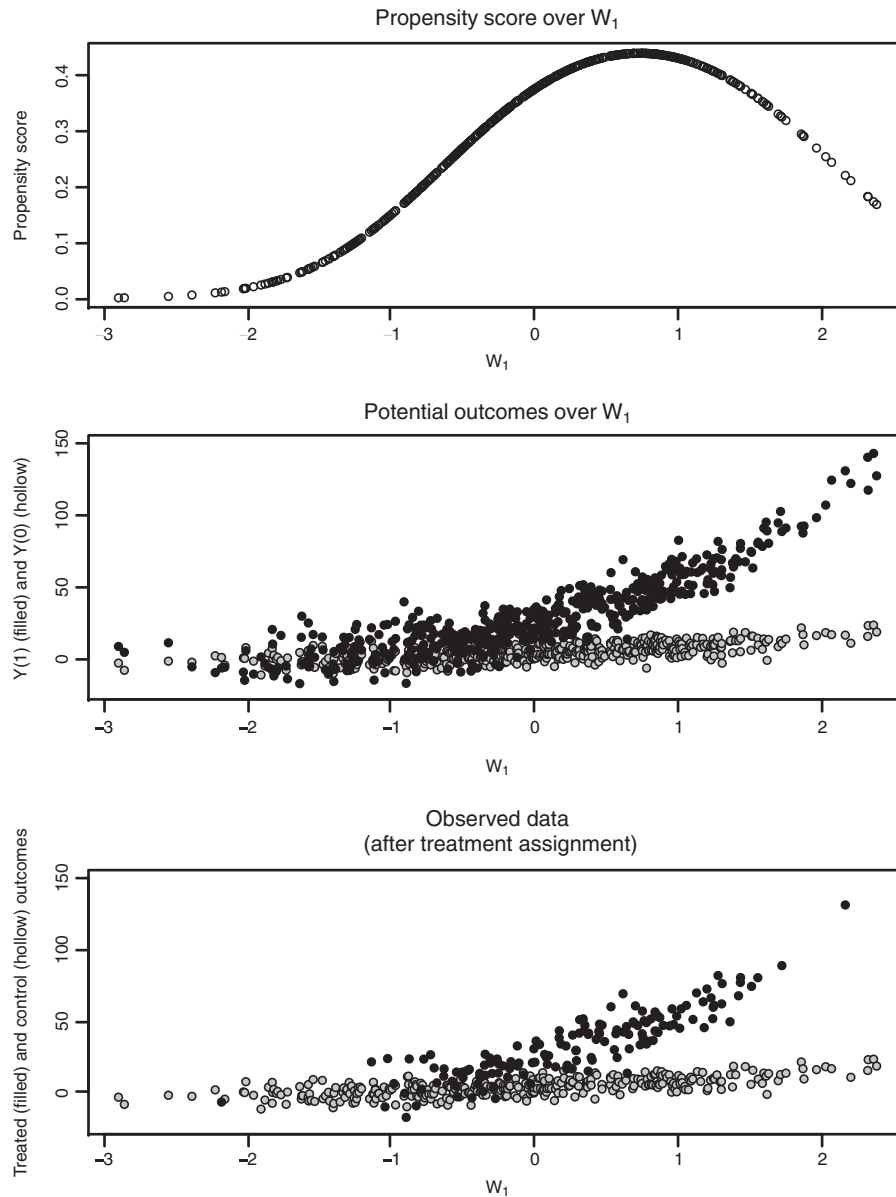 Propensity score over W1
Propensity score
0.4
0.3
0.2
0.1
0.0
−3 −2 −1 0 1 2
W1
Potential outcomes over W1
Y(1) (filled) and Y(0) (hollow)
150
100
50
0
−3 −2 −1 0 1 2
W1
Observed data
(after treatment assignment)
Treated (filled) and control (hollow) outcomes
150
100
50
0
−3 −2 −1 0 1 2
W1